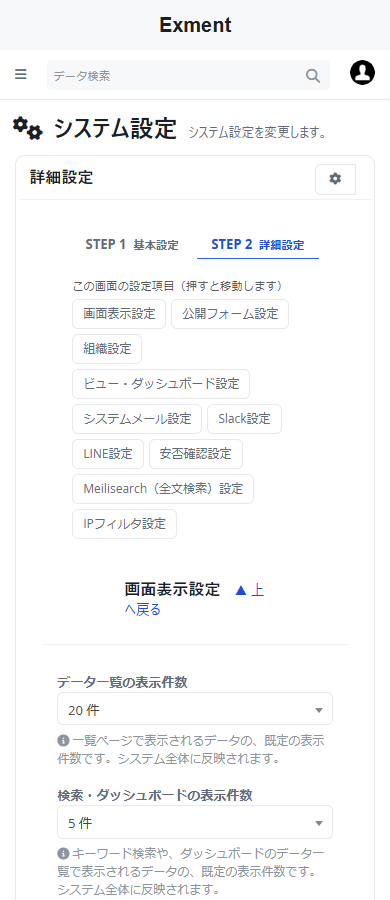 Exment
データ検索
システム設定 システム設定を変更します。
詳細設定
STEP 1 基本設定 STEP 2 詳細設定
この画面の設定項目（押すと移動します）
画面表示設定 公開フォーム設定
組織設定
ビュー・ダッシュボード設定
システムメール設定 Slack設定
LINE設定 安否確認設定
Meilisearch（全文検索）設定
IPフィルタ設定
画面表示設定 ▲ 上
へ戻る
データ一覧の表示件数
20 件
一覧ページで表示されるデータの、既定の表示
件数です。システム全体に反映されます。
検索・ダッシュボードの表示件数
5 件
キーワード検索や、ダッシュボードのデータ一
覧で表示されるデータの、既定の表示件数です。
システム全体に反映されます。